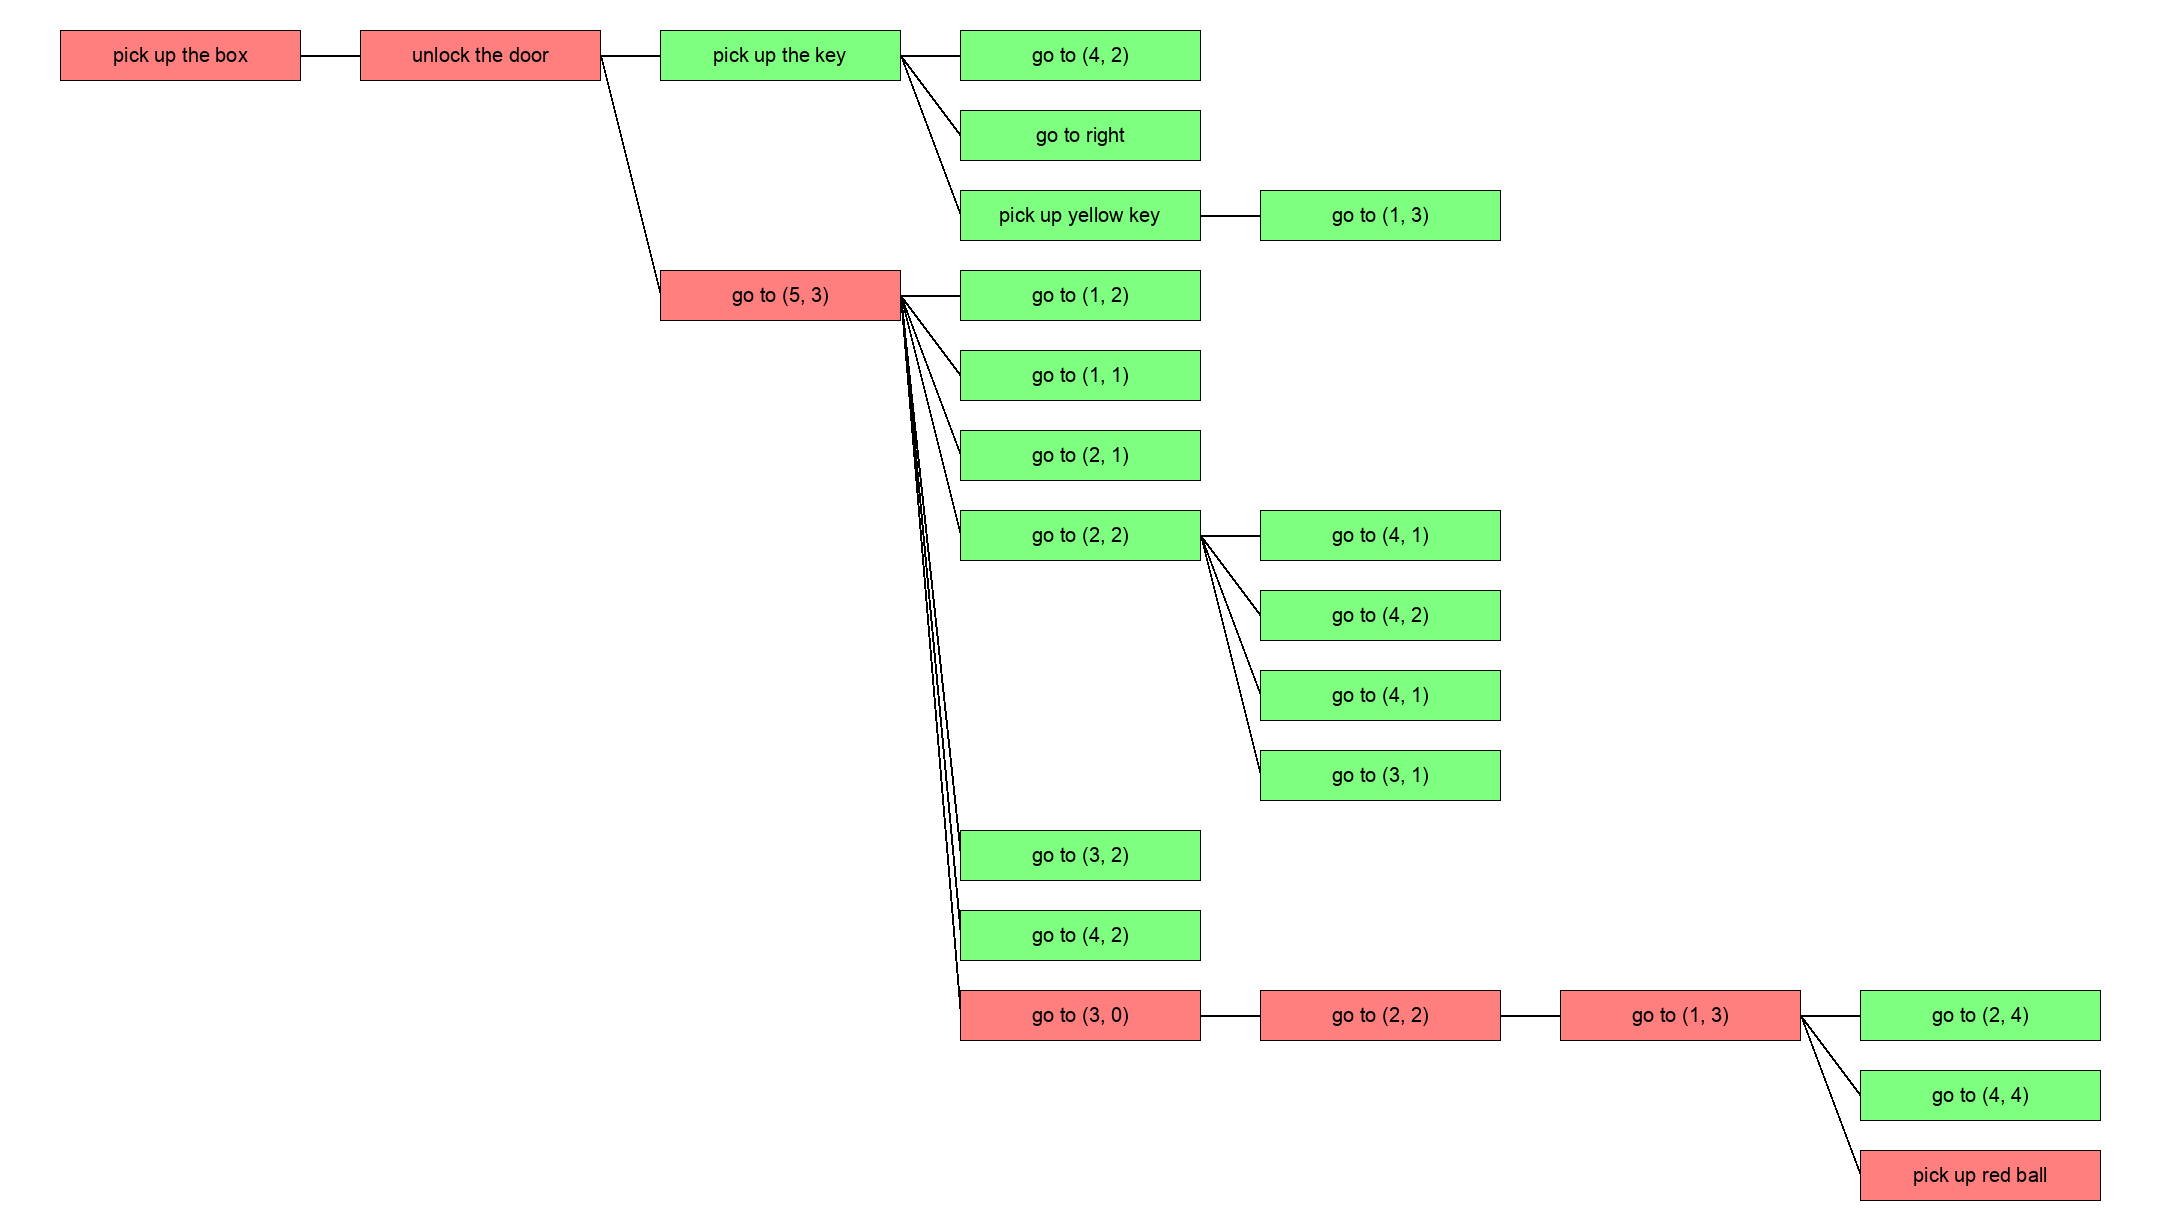 pick up the box
unlock the door
pick up the key
go to (4, 2)
go to right
pick up yellow key
go to (1, 3)
go to (5, 3)
go to (1, 2)
go to (1, 1)
go to (2, 1)
go to (2, 2)
go to (4, 1)
go to (4, 2)
go to (4, 1)
go to (3, 1)
go to (3, 2)
go to (4, 2)
go to (3, 0)
go to (2, 2)
go to (1, 3)
go to (2, 4)
go to (4, 4)
pick up red ball